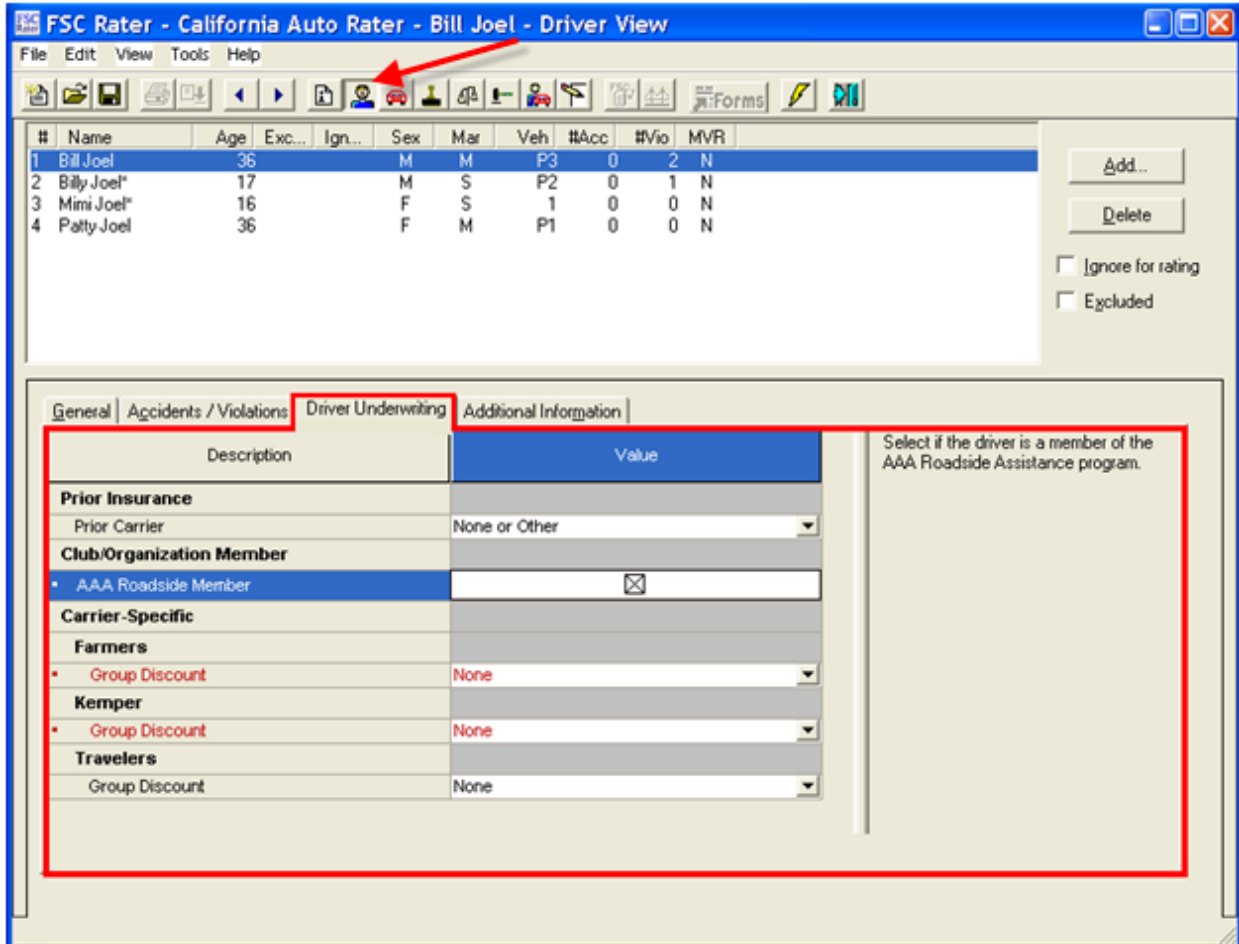 FSC Rater - California Auto Rater - Bill Joel - Driver View
File Edit View Tools Help
Forms
# Name Age Exc... Ign... Sex Mar Veh #Acc #Vio MVR
1 Bill Joel 36 M M P3 0 2 N
2 Billy Joel* 17 M S P2 0 1 N
3 Mimi Joel* 16 F S 1 0 0 N
4 Patty Joel 36 F M P1 0 0 N
Add...
Delete
Ignore for rating
Excluded
General Accidents / Violations Driver Underwriting Additional Information
Description Value
Select if the driver is a member of the
AAA Roadside Assistance program.
Prior Insurance
Prior Carrier None or Other
Club/Organization Member
AAA Roadside Member
Carrier-Specific
Farmers
Group Discount None
Kemper
Group Discount None
Travelers
Group Discount None